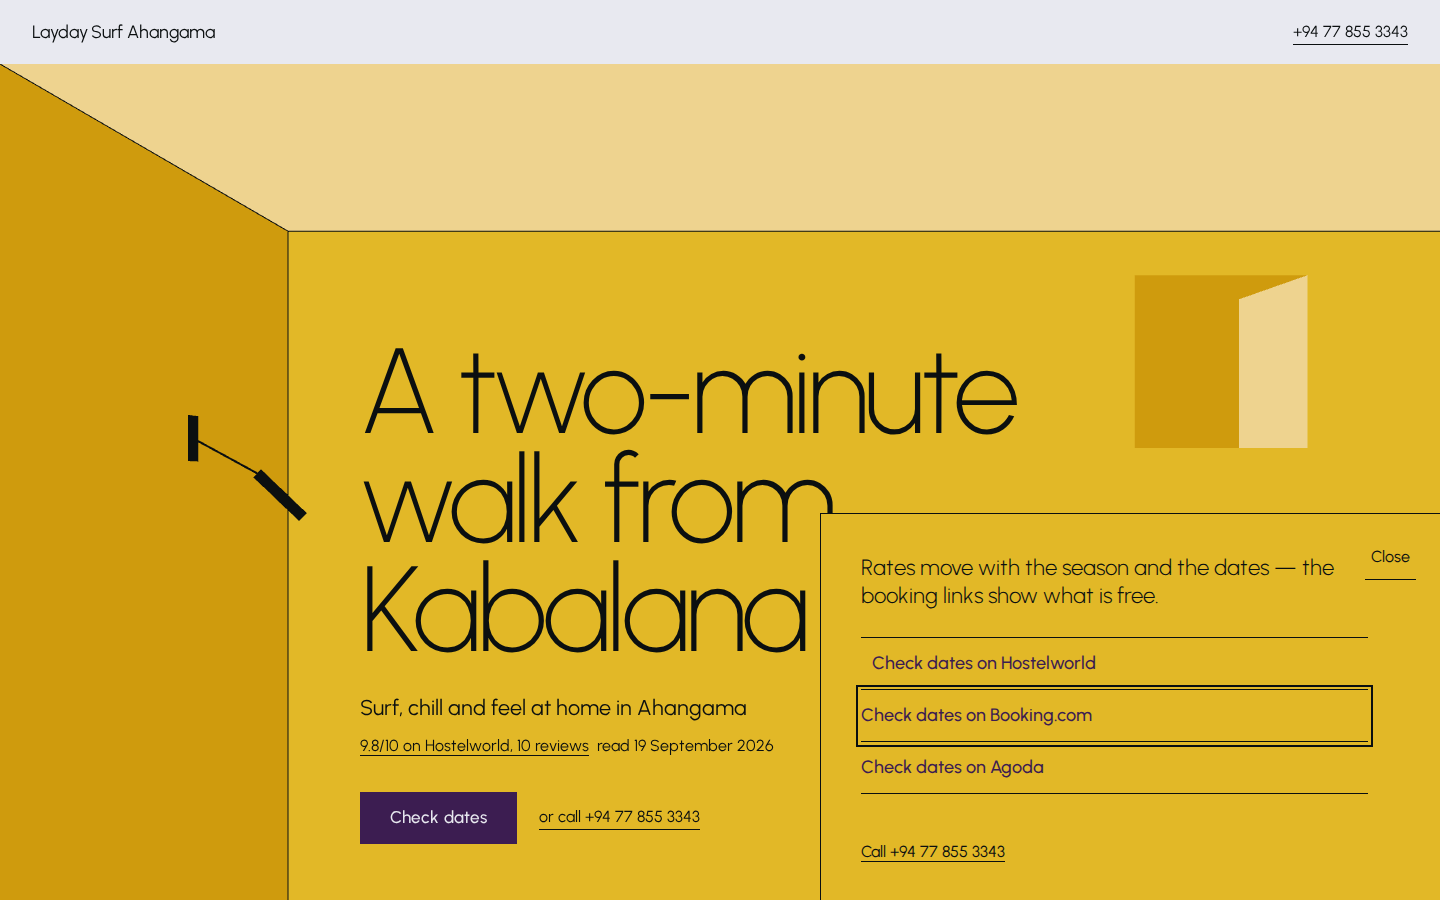 Layday Surf Ahangama
+94 77 855 3343
A two-minute
walk from
Kabalana
Surf, chill and feel at home in Ahangama
9.8/10 on Hostelworld, 10 reviews read 19 September 2026
Check dates
or call +94 77 855 3343
Close
Rates move with the season and the dates — the
booking links show what is free.
Check dates on Hostelworld
Check dates on Booking.com
Check dates on Agoda
Call +94 77 855 3343